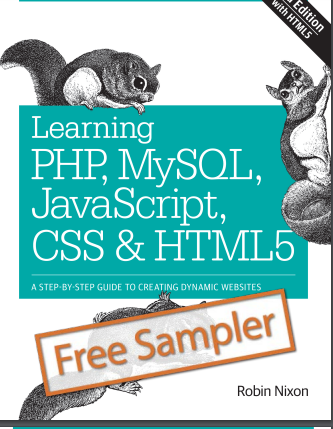 Edition
with HTML5
Learning
PHP, MySQL,
JavaScript,
CSS & HTML5
A STEP-BY-STEP GUIDE TO CREATING DYNAMIC WEBSITES
Free Sampler
Robin Nixon